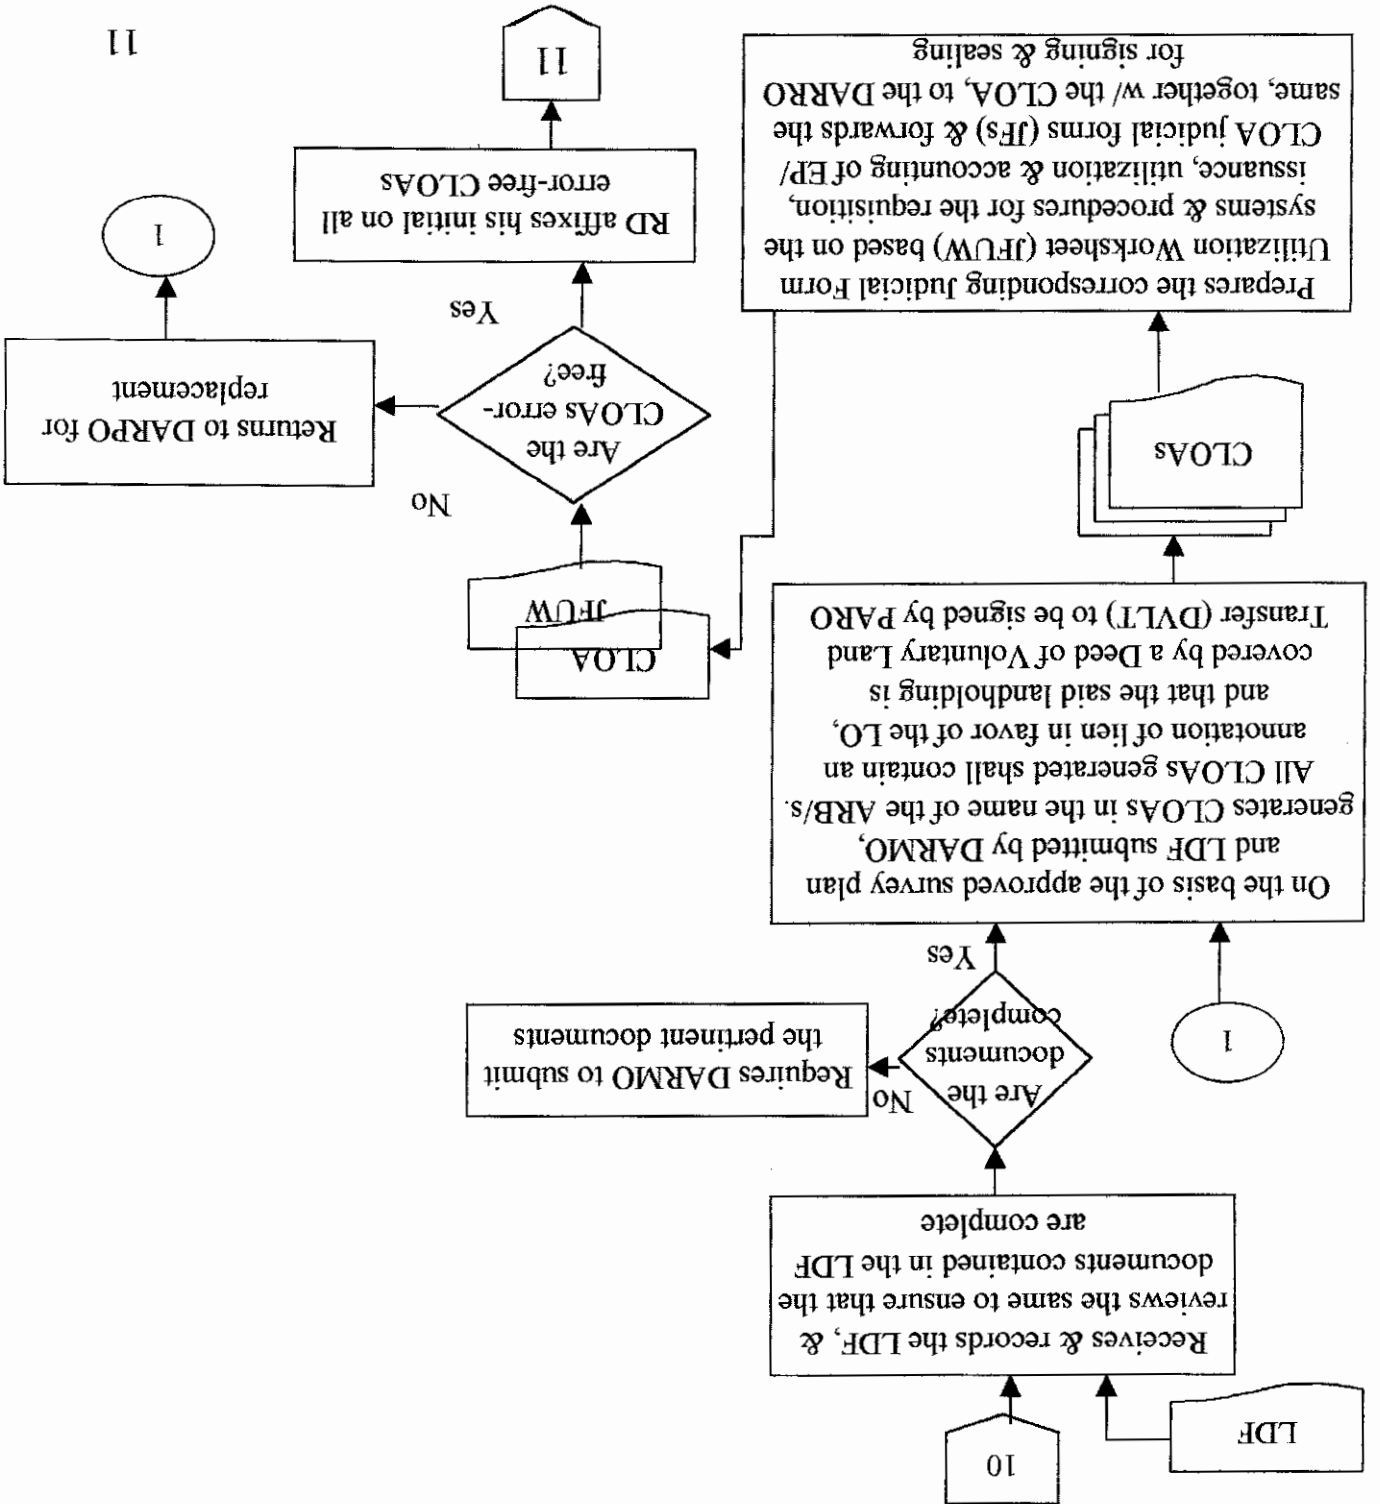 LDF
10
Receives & records the LDF, &
reviews the same to ensure that the
documents contained in the LDF
are complete
Are the
documents
complete?
No
Requires DARMO to submit
the pertinent documents
Yes
1
On the basis of the approved survey plan
and LDF submitted by DARMO,
generates CLOAs in the name of the ARB/s.
All CLOAs generated shall contain an
annotation of lien in favor of the LO,
and that the said landholding is
covered by a Deed of Voluntary Land
Transfer (DVLT) to be signed by PARO
CLOAs
Prepares the corresponding Judicial Form
Utilization Worksheet (JFUW) based on the
systems & procedures for the requisition,
issuance, utilization & accounting of EP/
CLOA judicial forms (JFs) & forwards the
same, together w/ the CLOA, to the DARRO
for signing & sealing
CLOA
JFUW
Are the
CLOAs error-
free?
No
Returns to DARPO for
replacement
1
Yes
RD affixes his initial on all
error-free CLOAs
11
11